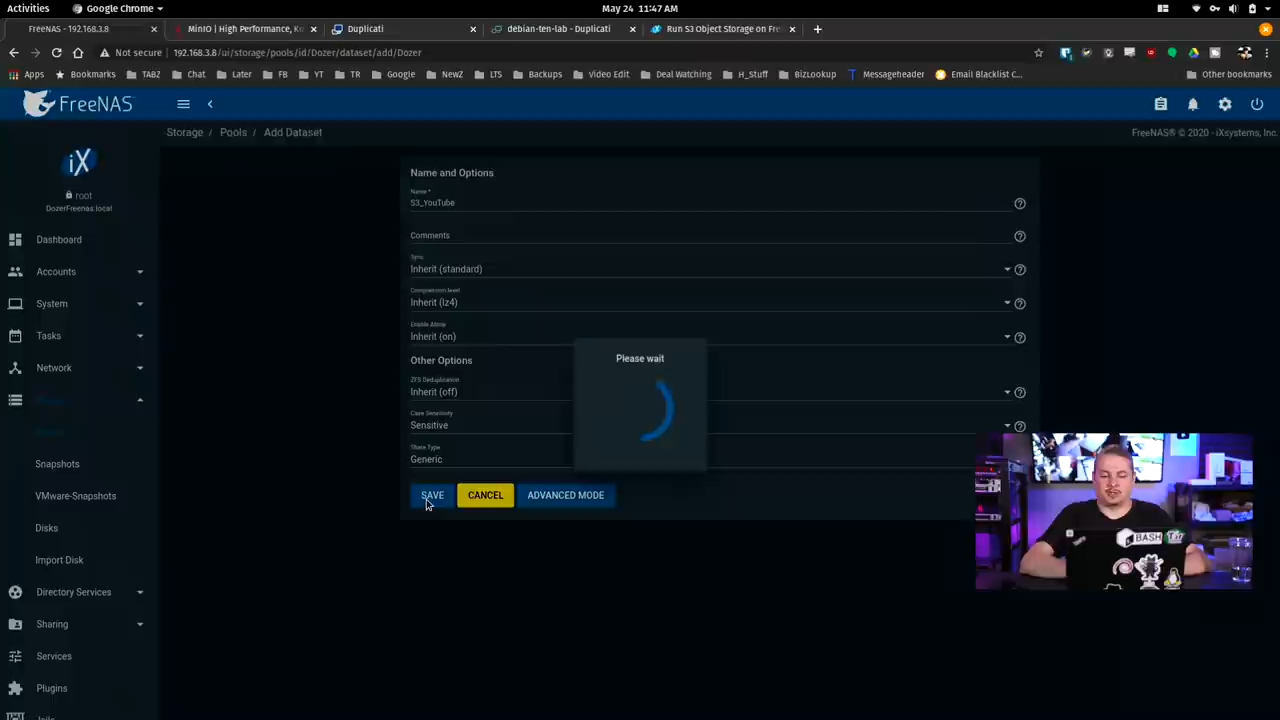 Activities
Google Chrome
May 24 11:47 AM
FreeNAS - 192.168.3.8
MinIO | High Performance, Ko
Duplicati
debian-ten-lab - Duplicati
Run S3 Object Storage on Fre
Not secure
192.168.3.8/ui/storage/pools/id/Dozer/dataset/add/Dozer
Apps
Bookmarks
TABZ
Chat
Later
FB
YT
TR
Google
NewZ
LTS
Backups
Video Edit
Deal Watching
H_Stuff
BizLookup
Messageheader
Email Blacklist C...
Other bookmarks
FreeNAS
Storage / Pools / Add Dataset
FreeNAS® © 2020 - iXsystems, Inc.
iX
root
DozerFreenas.local
Dashboard
Accounts
System
Tasks
Network
Snapshots
VMware-Snapshots
Disks
Import Disk
Directory Services
Sharing
Services
Plugins
Jails
Name and Options
Name *
S3_YouTube
Comments
Sync
Inherit (standard)
Compression level
Inherit (lz4)
Enable Atime
Inherit (on)
Other Options
ZFS Deduplication
Inherit (off)
Case Sensitivity
Sensitive
Share Type
Generic
SAVE
CANCEL
ADVANCED MODE
Please wait
BASH